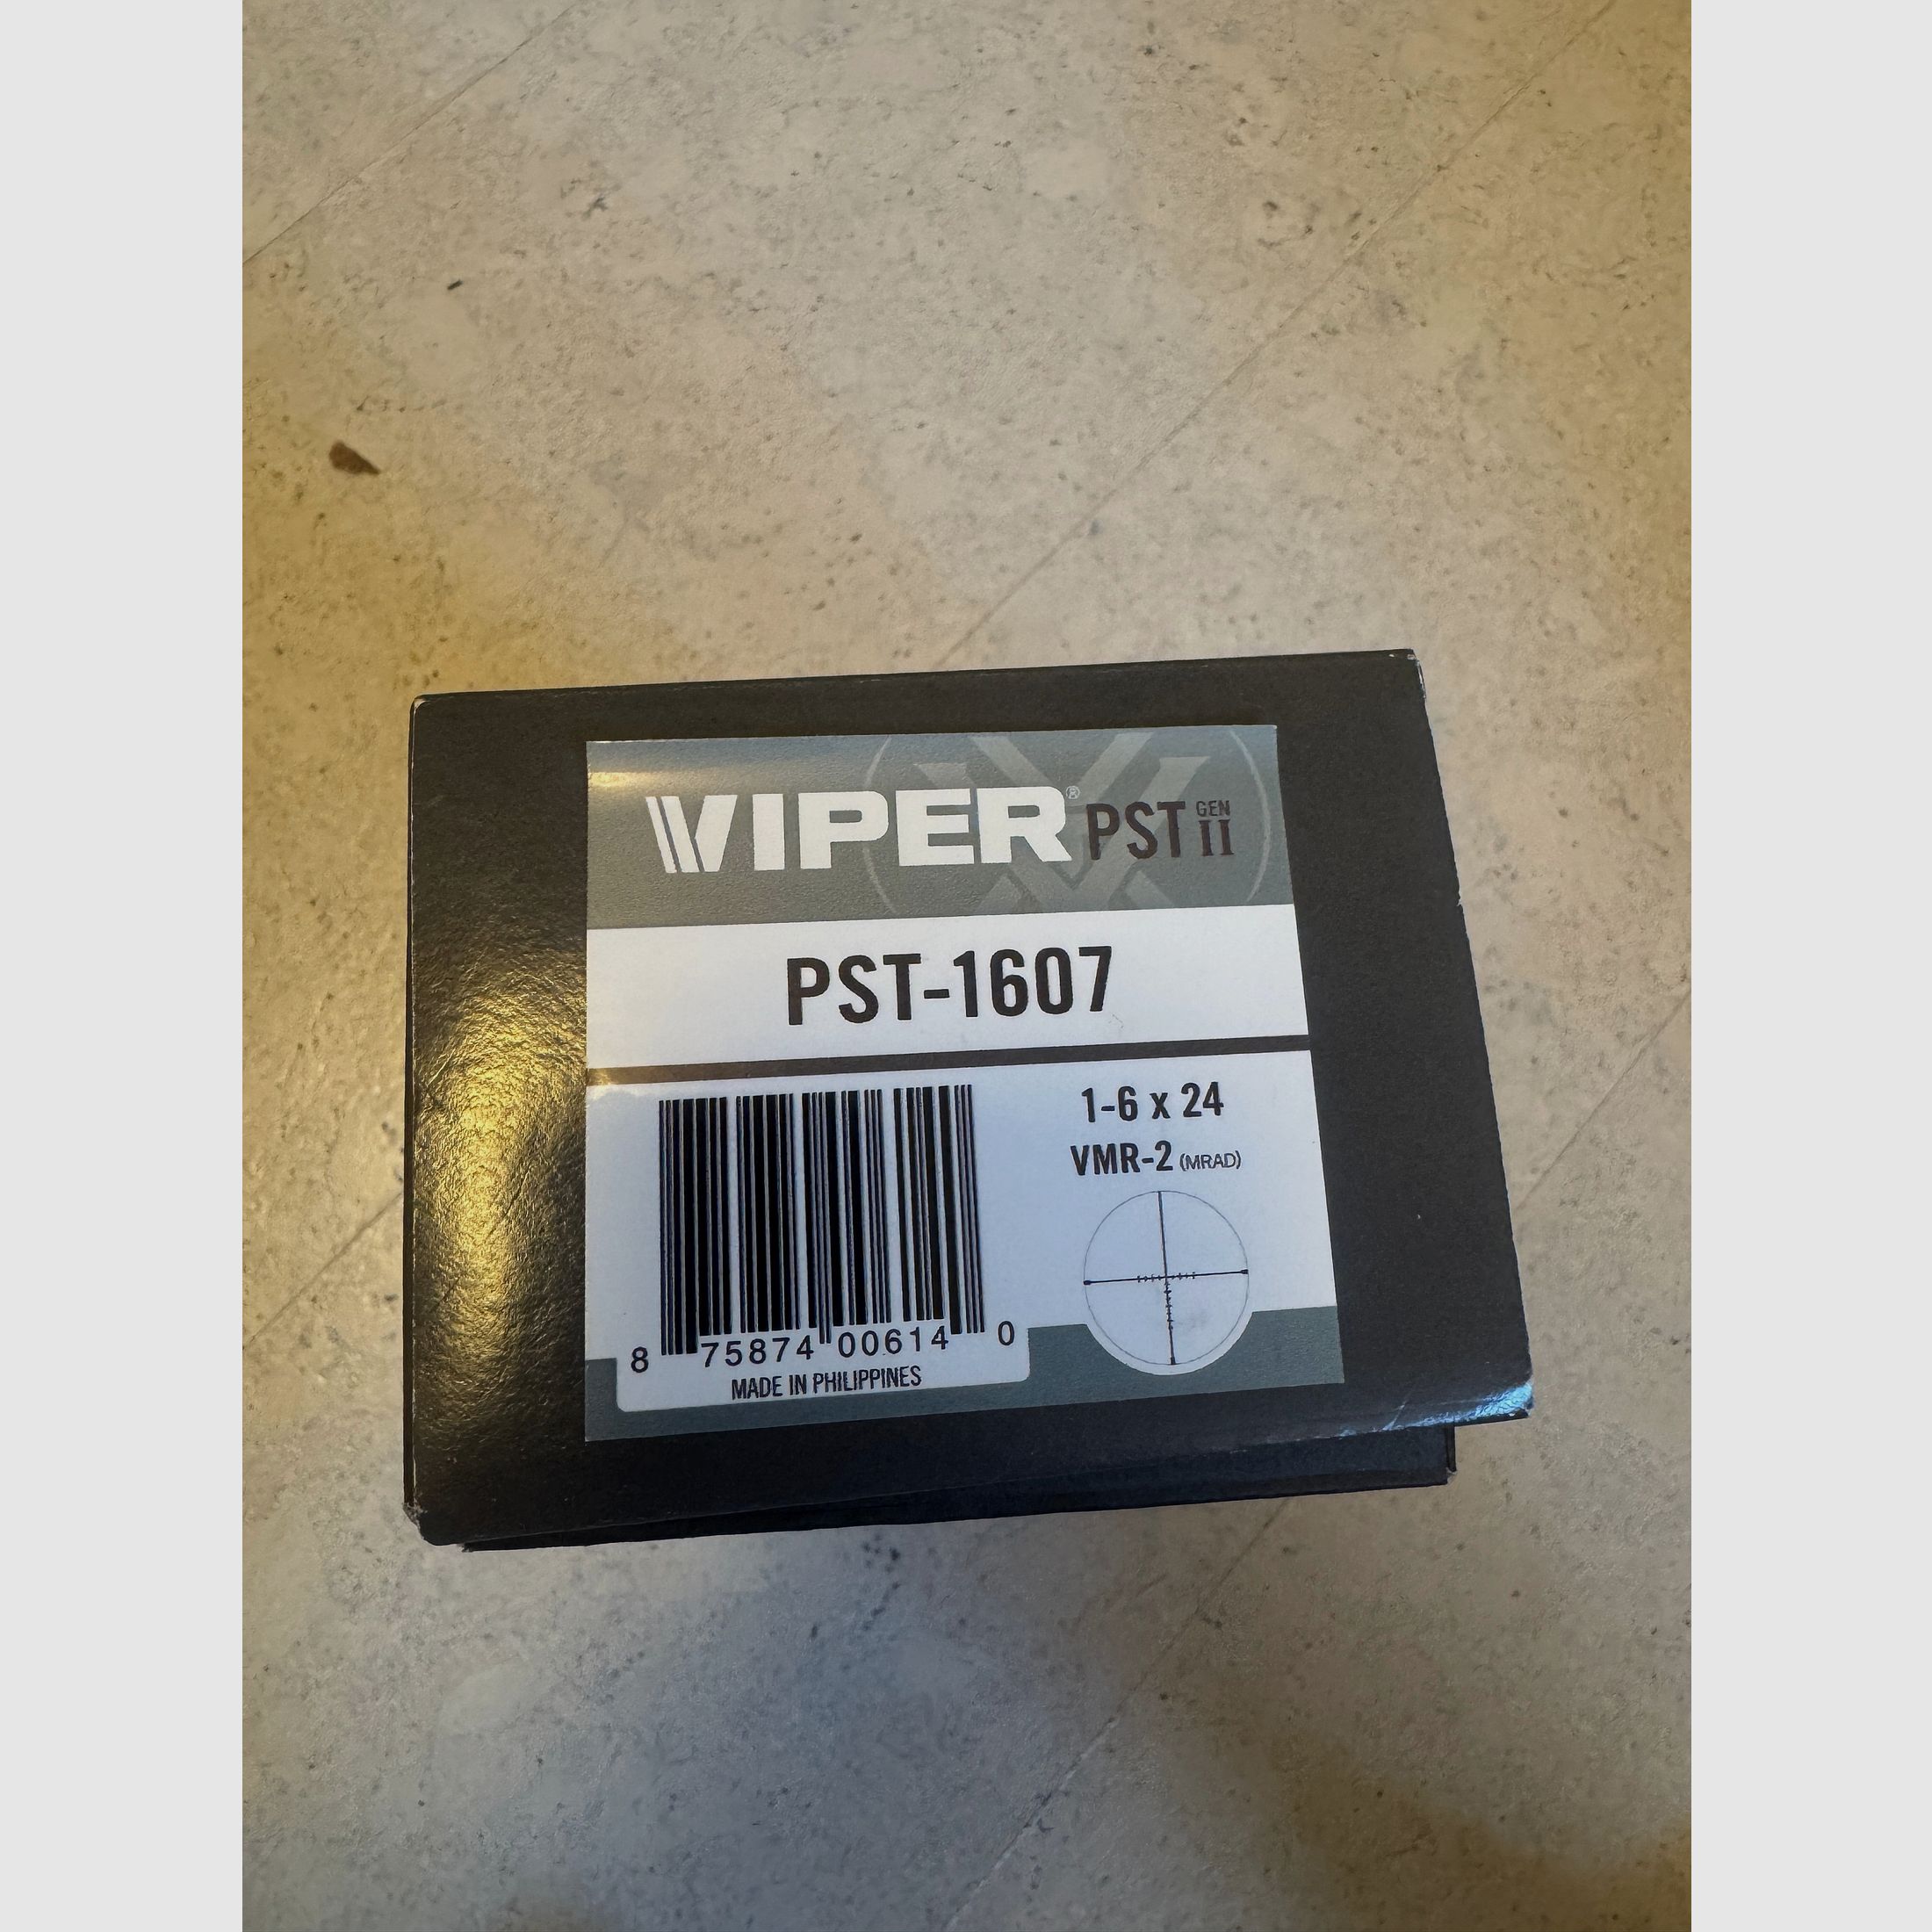 VIPER® PST GEN II
PST-1607
1-6 x 24
VMR-2 (MRAD)
8 75874 00614 0
MADE IN PHILIPPINES